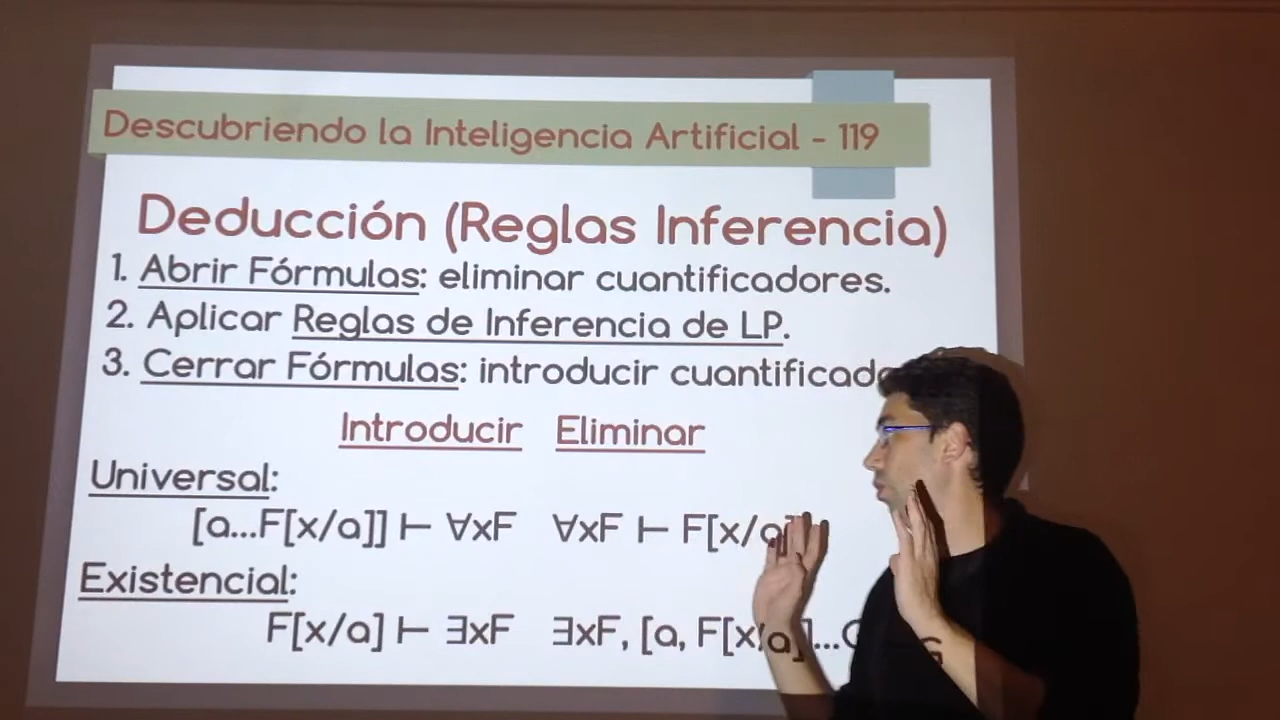 Descubriendo la Inteligencia Artificial - 119
Deducción (Reglas Inferencia)
1. Abrir Fórmulas: eliminar cuantificadores.
2. Aplicar Reglas de Inferencia de LP.
3. Cerrar Fórmulas: introducir
Introducir Eliminar
Universal:
[a...F[x/a]] ⊢ ∀xF ∀xF ⊢ F[x/a]
Existencial:
F[x/a] ⊢ ∃xF ∃xF, [a, F[x/a]...